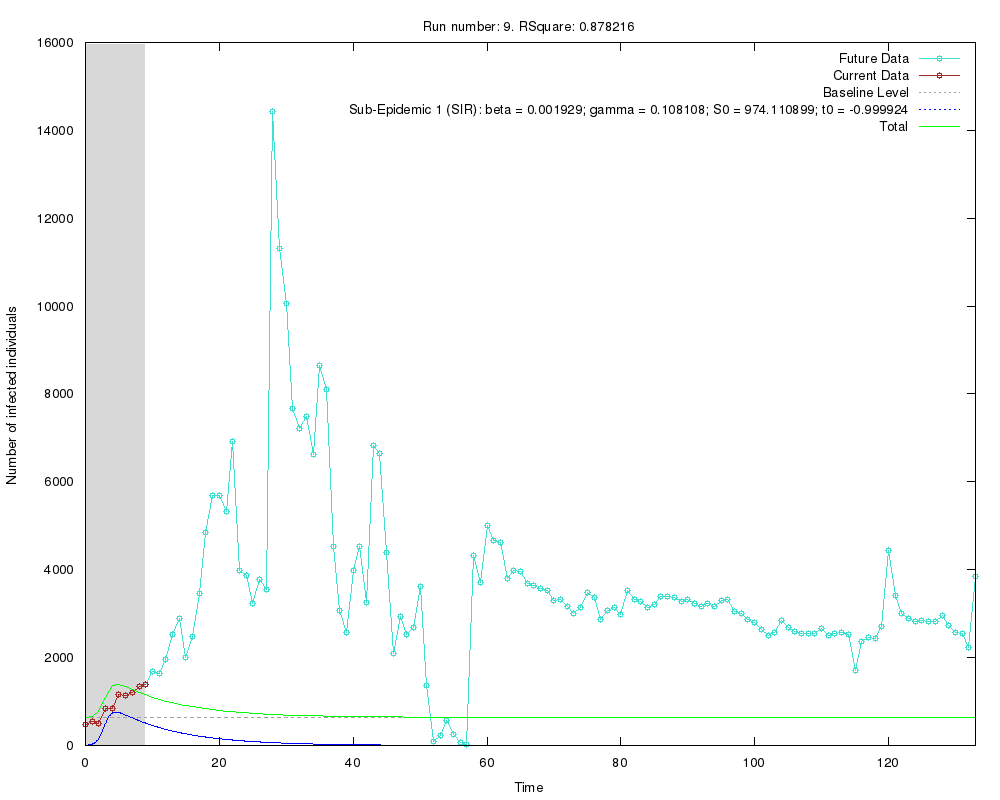 Run number: 9. RSquare: 0.878216
16000
14000
12000
10000
8000
6000
4000
2000
0
Number of infected individuals
Future Data
Current Data
Baseline Level
Sub-Epidemic 1 (SIR): beta = 0.001929; gamma = 0.108108; S0 = 974.110899; t0 = -0.999924
Total
0 20 40 60 80 100 120
Time